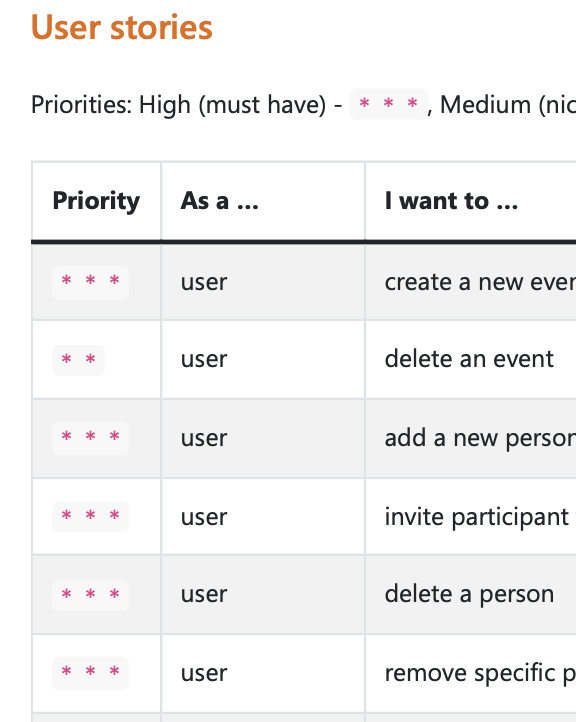 User stories
Priorities: High (must have) - * * *, Medium (nic
Priority As a ... I want to ...
* * * user create a new even
* * user delete an event
* * * user add a new person
* * * user invite participant
* * * user delete a person
* * * user remove specific p